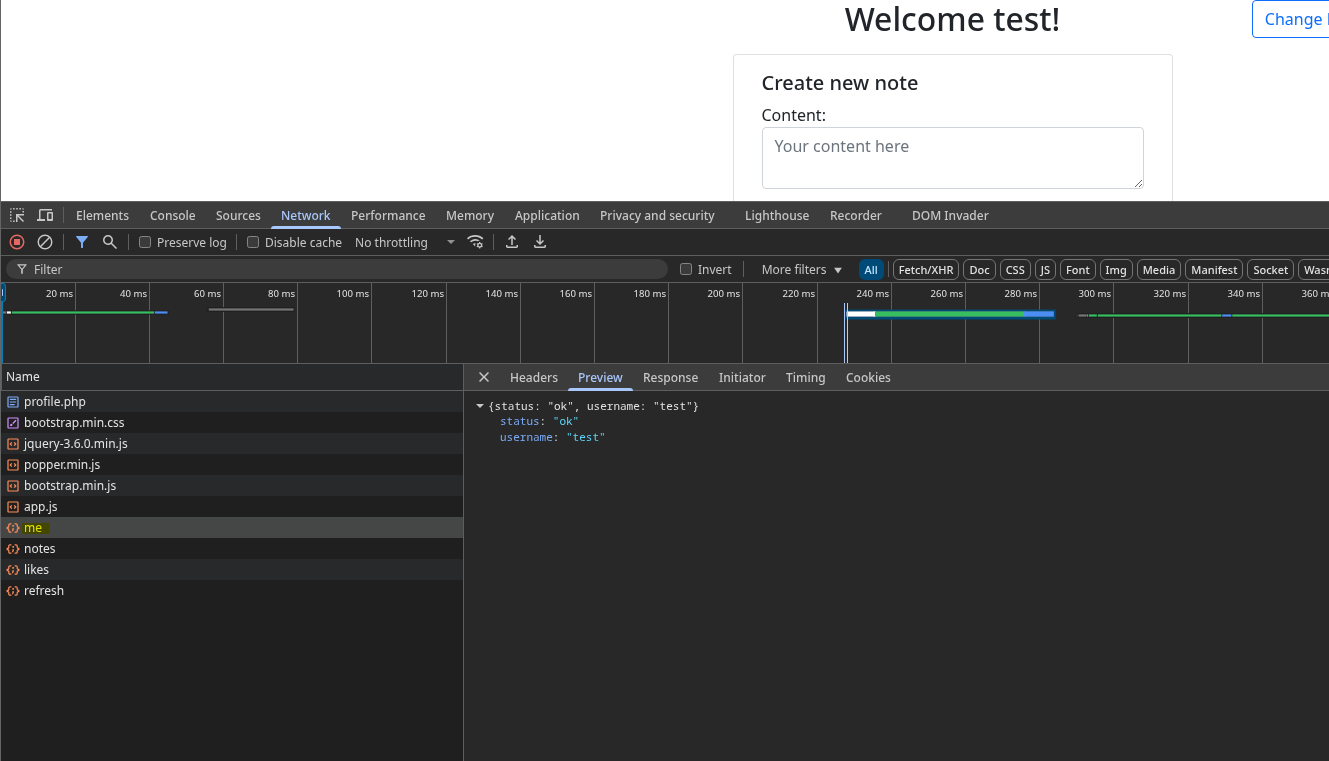 Welcome test!
Change
Create new note
Content:
Your content here
Elements Console Sources Network Performance Memory Application Privacy and security Lighthouse Recorder DOM Invader
Preserve log Disable cache No throttling
Filter Invert More filters All Fetch/XHR Doc CSS JS Font Img Media Manifest Socket Wasm
20 ms 40 ms 60 ms 80 ms 100 ms 120 ms 140 ms 160 ms 180 ms 200 ms 220 ms 240 ms 260 ms 280 ms 300 ms 320 ms 340 ms 360 m
Name
Headers Preview Response Initiator Timing Cookies
profile.php
bootstrap.min.css
jquery-3.6.0.min.js
popper.min.js
bootstrap.min.js
app.js
me
notes
likes
refresh
{status: "ok", username: "test"}
status: "ok"
username: "test"